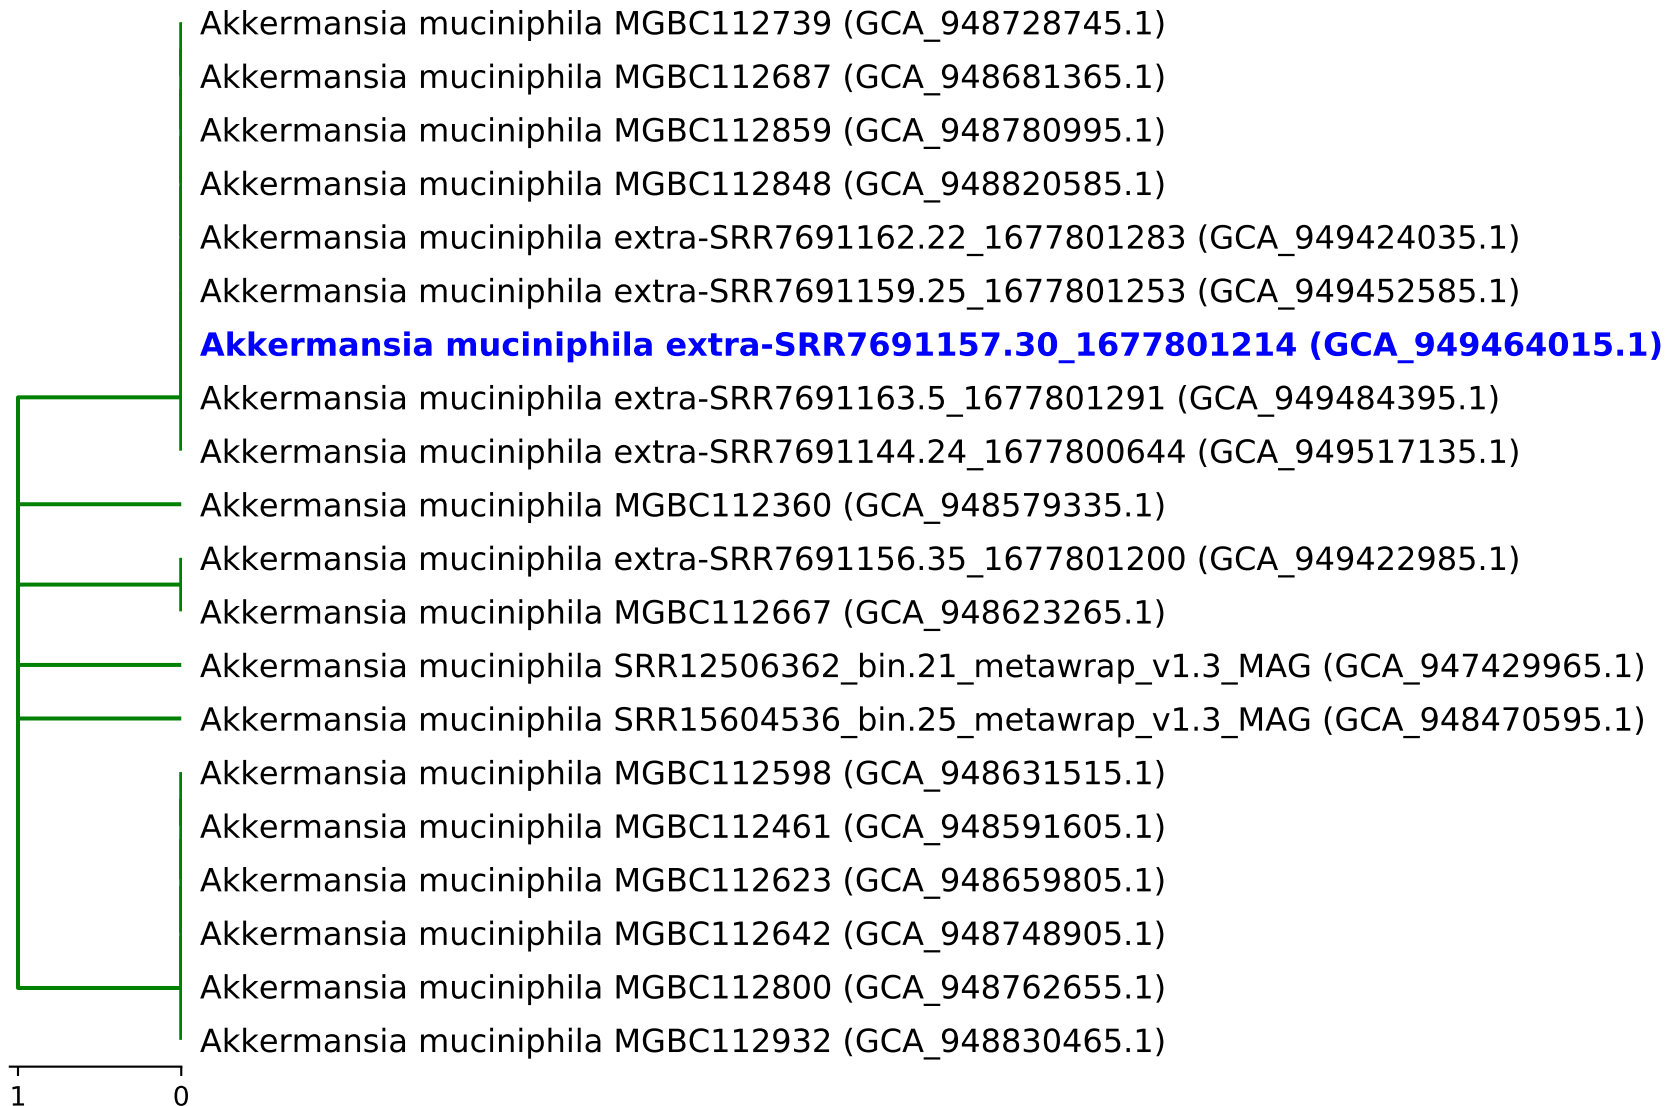 Akkermansia muciniphila MGBC112739 (GCA_948728745.1)
Akkermansia muciniphila MGBC112687 (GCA_948681365.1)
Akkermansia muciniphila MGBC112859 (GCA_948780995.1)
Akkermansia muciniphila MGBC112848 (GCA_948820585.1)
Akkermansia muciniphila extra-SRR7691162.22_1677801283 (GCA_949424035.1)
Akkermansia muciniphila extra-SRR7691159.25_1677801253 (GCA_949452585.1)
Akkermansia muciniphila extra-SRR7691157.30_1677801214 (GCA_949464015.1)
Akkermansia muciniphila extra-SRR7691163.5_1677801291 (GCA_949484395.1)
Akkermansia muciniphila extra-SRR7691144.24_1677800644 (GCA_949517135.1)
Akkermansia muciniphila MGBC112360 (GCA_948579335.1)
Akkermansia muciniphila extra-SRR7691156.35_1677801200 (GCA_949422985.1)
Akkermansia muciniphila MGBC112667 (GCA_948623265.1)
Akkermansia muciniphila SRR12506362_bin.21_metawrap_v1.3_MAG (GCA_947429965.1)
Akkermansia muciniphila SRR15604536_bin.25_metawrap_v1.3_MAG (GCA_948470595.1)
Akkermansia muciniphila MGBC112598 (GCA_948631515.1)
Akkermansia muciniphila MGBC112461 (GCA_948591605.1)
Akkermansia muciniphila MGBC112623 (GCA_948659805.1)
Akkermansia muciniphila MGBC112642 (GCA_948748905.1)
Akkermansia muciniphila MGBC112800 (GCA_948762655.1)
Akkermansia muciniphila MGBC112932 (GCA_948830465.1)
1 0